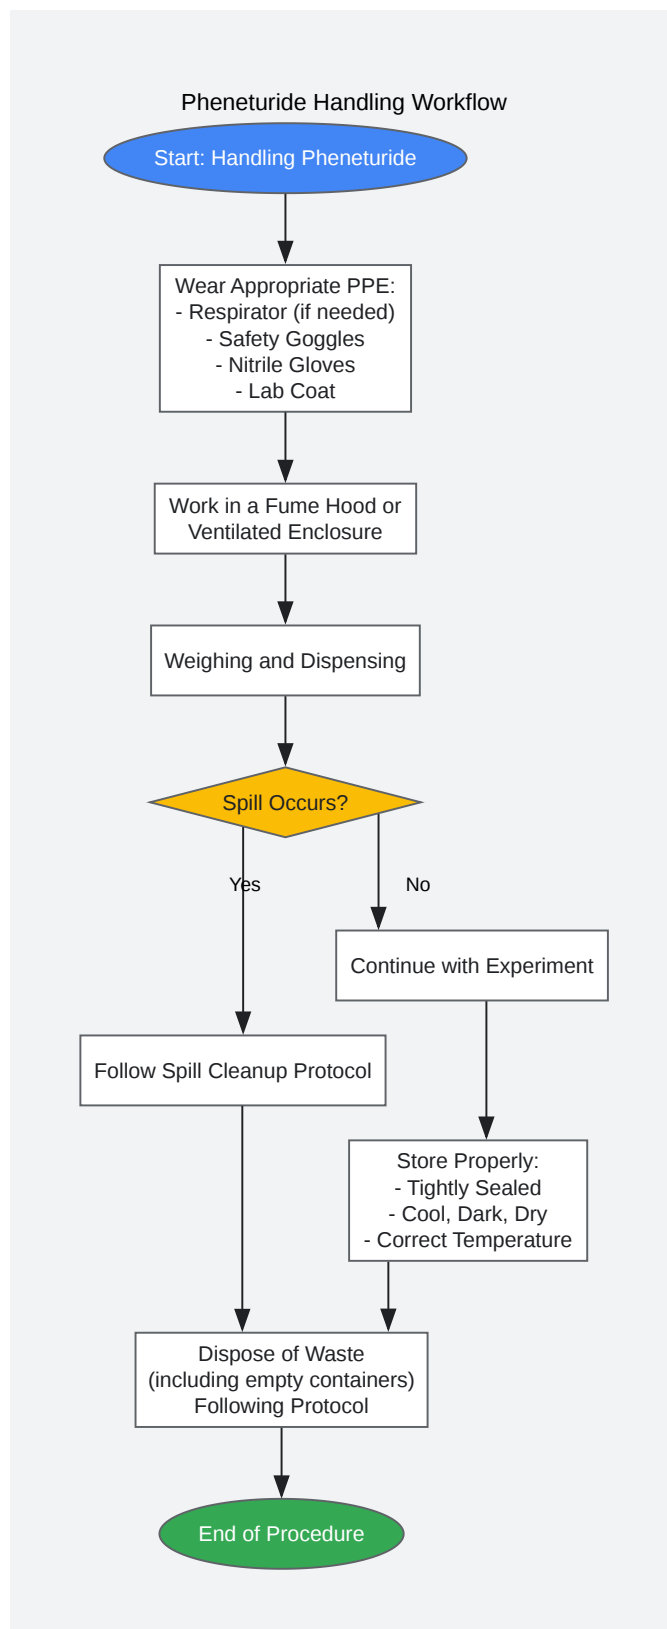 Pheneturide Handling Workflow
Start: Handling Pheneturide
Wear Appropriate PPE:
- Respirator (if needed)
- Safety Goggles
- Nitrile Gloves
- Lab Coat
Work in a Fume Hood or
Ventilated Enclosure
Weighing and Dispensing
Spill Occurs?
Yes
No
Continue with Experiment
Follow Spill Cleanup Protocol
Store Properly:
- Tightly Sealed
- Cool, Dark, Dry
- Correct Temperature
Dispose of Waste
(including empty containers)
Following Protocol
End of Procedure